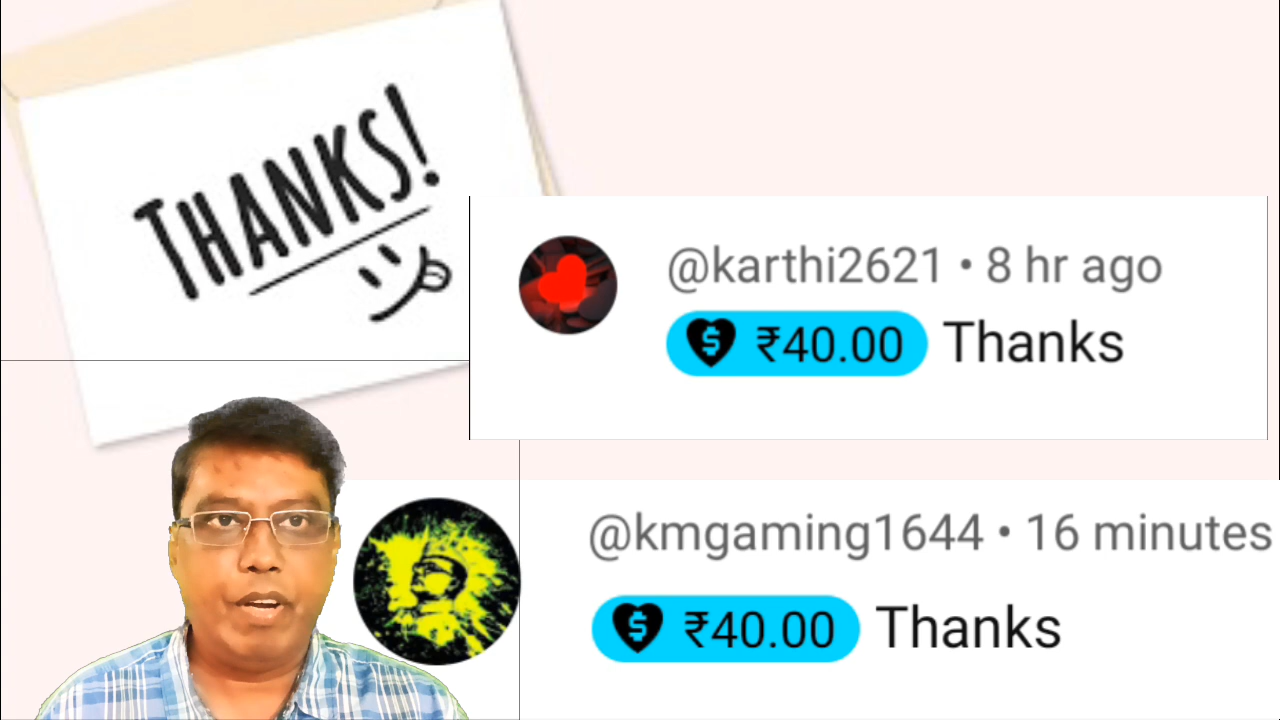 THANKS!
@karthi2621 • 8 hr ago
₹40.00 Thanks
@kmgaming1644 • 16 minutes
₹40.00 Thanks